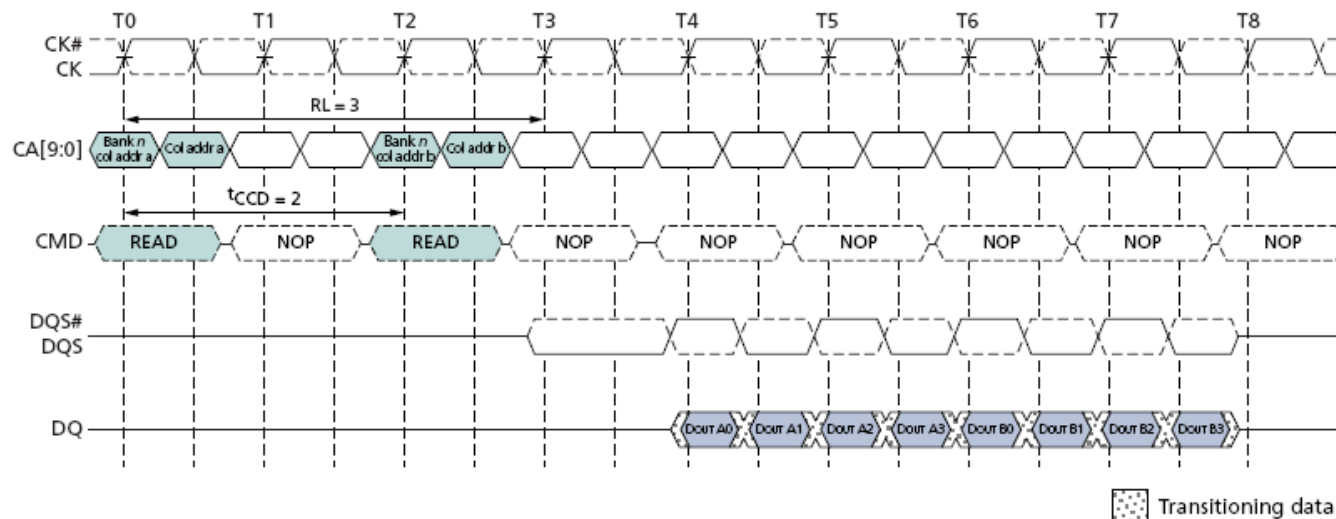 T0 T1 T2 T3 T4 T5 T6 T7 T8
CK#
CK
RL = 3
CA[9:0] Bank n col addr a Col addr a Bank n col addr b Col addr b
tCCD = 2
CMD READ NOP READ NOP NOP NOP NOP NOP NOP
DQS#
DQS
DQ DOUT A0 DOUT A1 DOUT A2 DOUT A3 DOUT B0 DOUT B1 DOUT B2 DOUT B3
Transitioning data